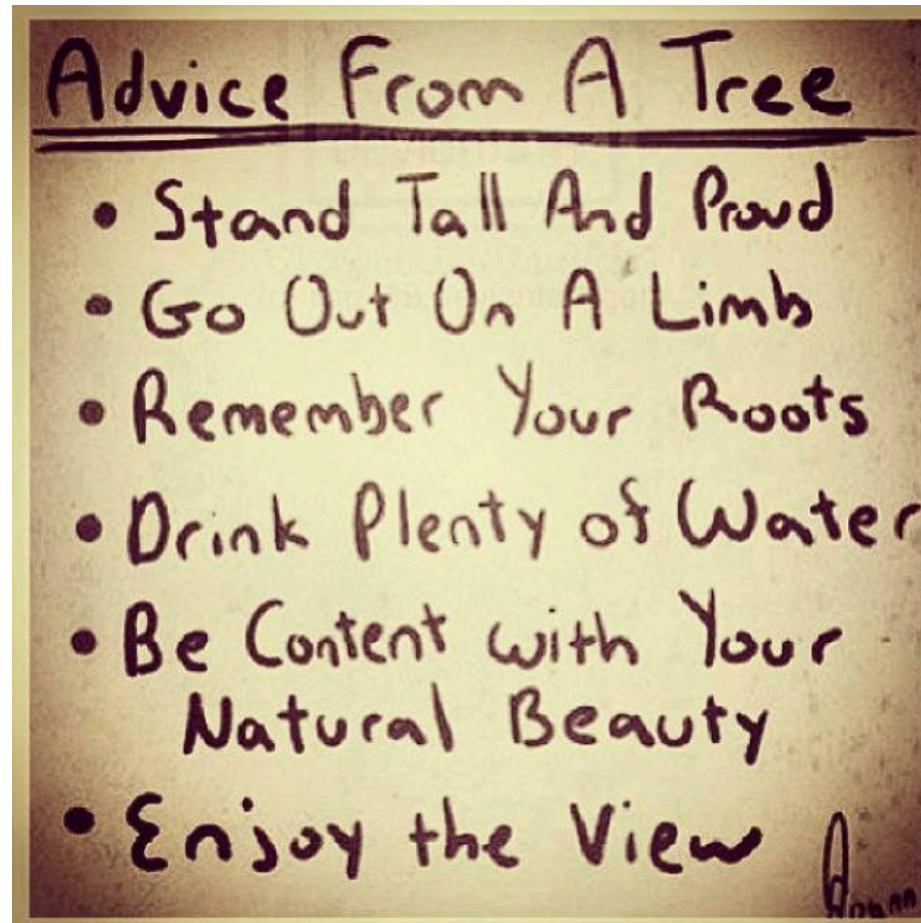 Advice From A Tree
• Stand Tall And Proud
• Go Out On A Limb
• Remember Your Roots
• Drink Plenty of Water
• Be Content with Your
Natural Beauty
• Enjoy the View